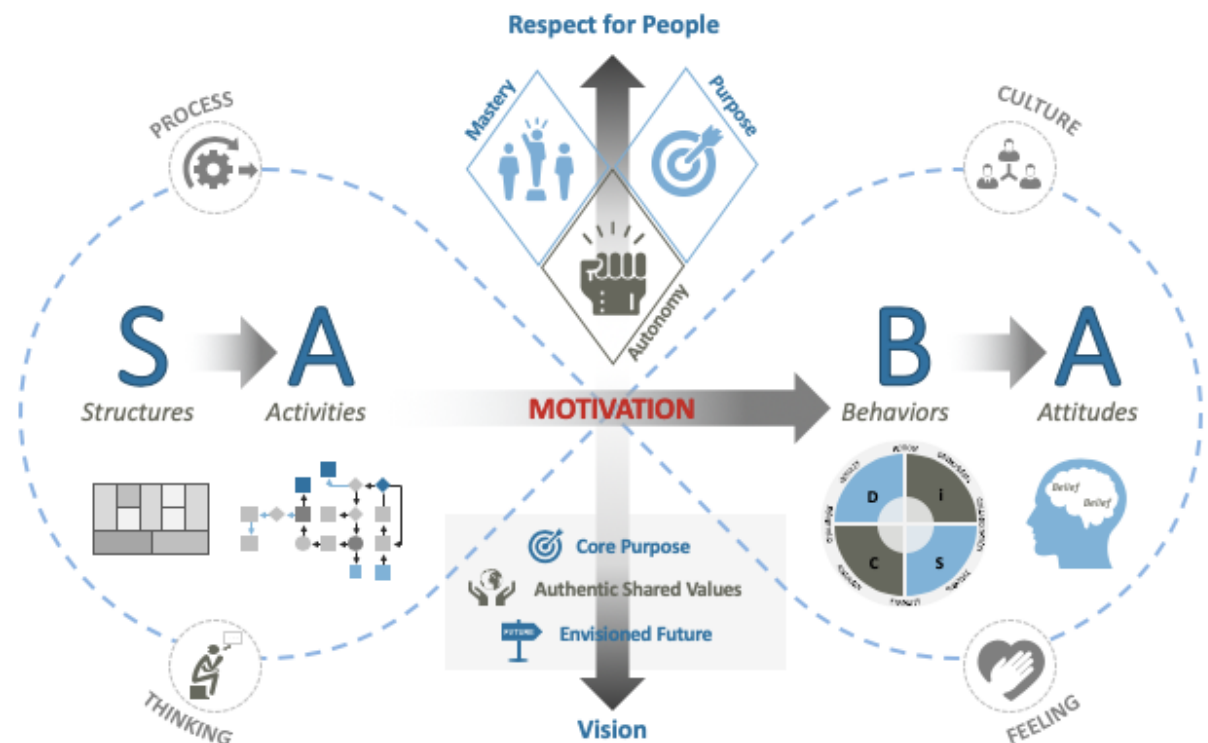 Respect for People
PROCESS
CULTURE
Mastery
Purpose
Autonomy
S
A
B
A
Structures
Activities
MOTIVATION
Behaviors
Attitudes
D
i
C
S
Belief
Belief
Core Purpose
Authentic Shared Values
FUTURE
Envisioned Future
THINKING
FEELING
Vision